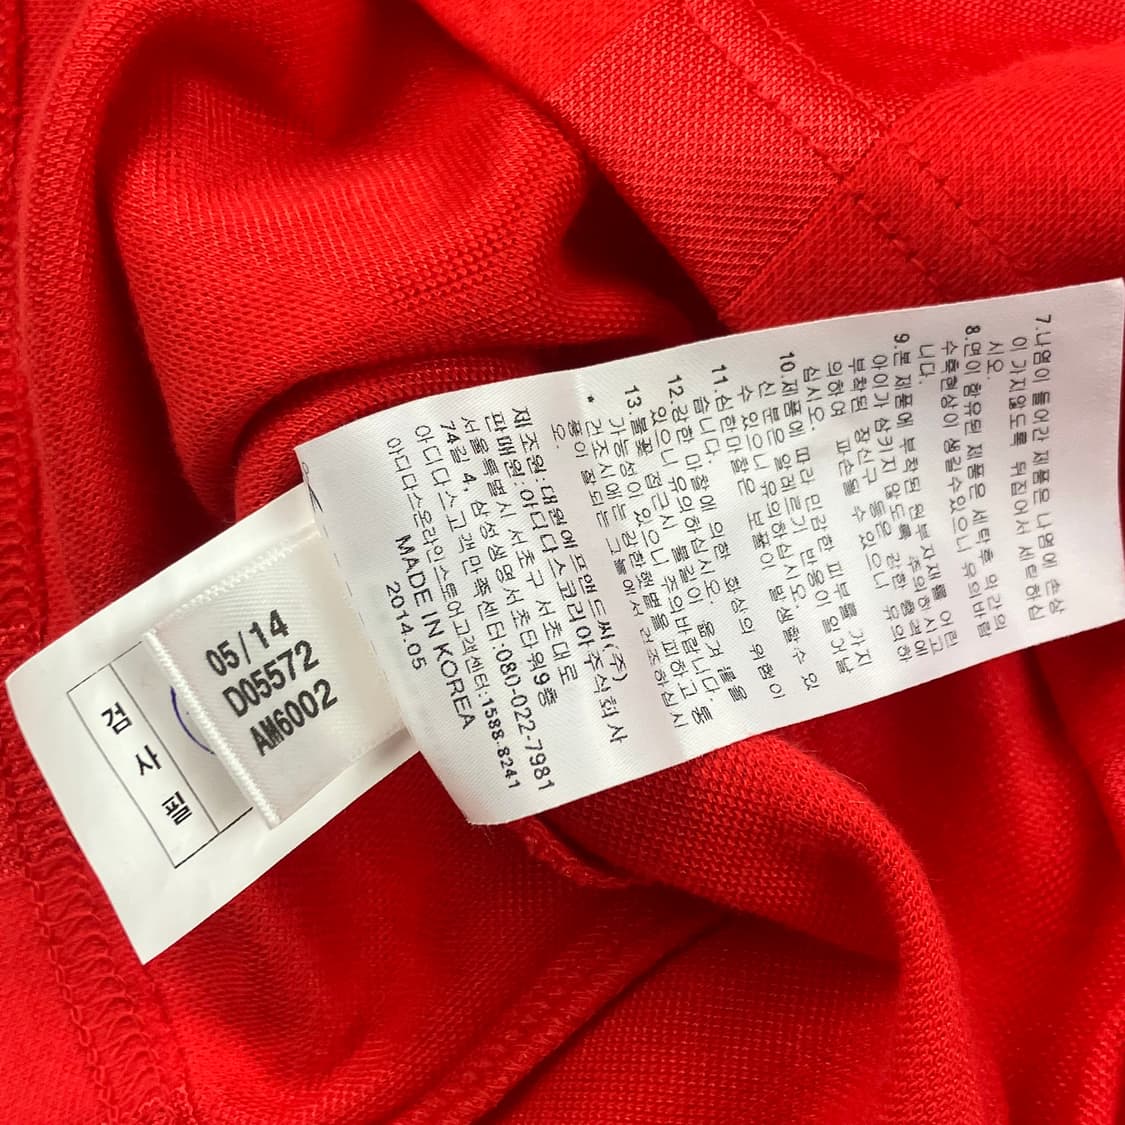 7.나염이 들어간 제품은 나염에 손상
이 가지않도록 뒤집어서 세탁하십
시오.
8.면이 함유된 제품은 세탁후 약간의
수축현상이 생길수있으니 유의바랍
니다.
9.본 제품에 부착된 원부자재를 어린
아이가 삼키지 않도록 주의하시고
부착된 장신구 등은 강한 충격에
의하여 파손될 수 있으니 유의하
십시오.
10.제품에 따라 민감한 피부를 가지
신 분은 알레르기 반응이 일어날
수 있으니 유의하십시오.
11.심한마찰은 보풀이 발생할수 있
습니다.
12.강한 마찰에 의한 화상의 위험이
있으니 유의하십시오.
13.불꽃 접근시 불길이 옮겨 붙을
가능성이 있으니 주의바랍니다.
* 건조시에는 강한햇볕을 피하고 통
풍이 잘되는 그늘에서 건조하십시
오.
제조원:대원에프앤드씨(주)
판매원:아디다스코리아주식회사
서울특별시 서초구 서초대로
74길 4, 삼성생명서초타워9층
아디다스고객만족센터:080-022-7981
아디다스온라인스토어고객센터:1588-8241
MADE IN KOREA
2014.05
05/14
D05572
AM6002
검사필